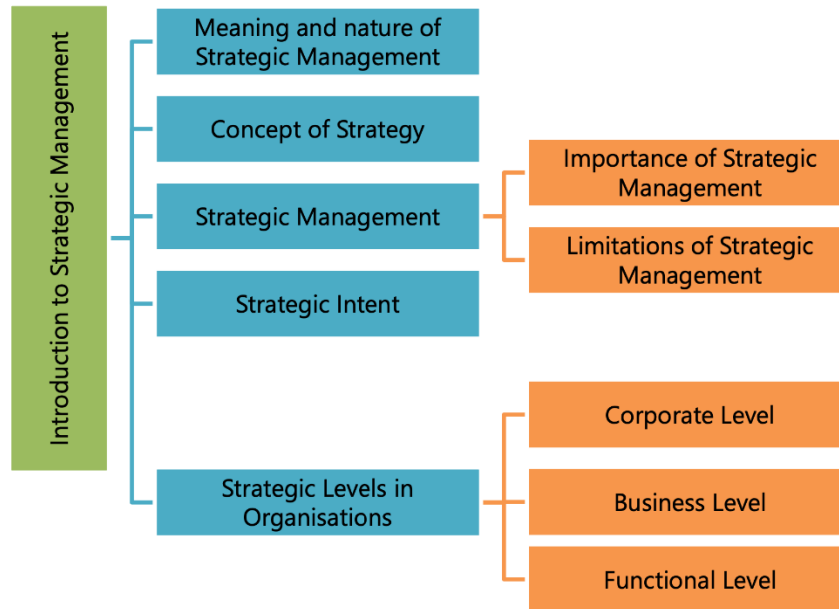 Introduction to Strategic Management
Meaning and nature of
Strategic Management
Concept of Strategy
Strategic Management
Importance of Strategic
Management
Limitations of Strategic
Management
Strategic Intent
Strategic Levels in
Organisations
Corporate Level
Business Level
Functional Level